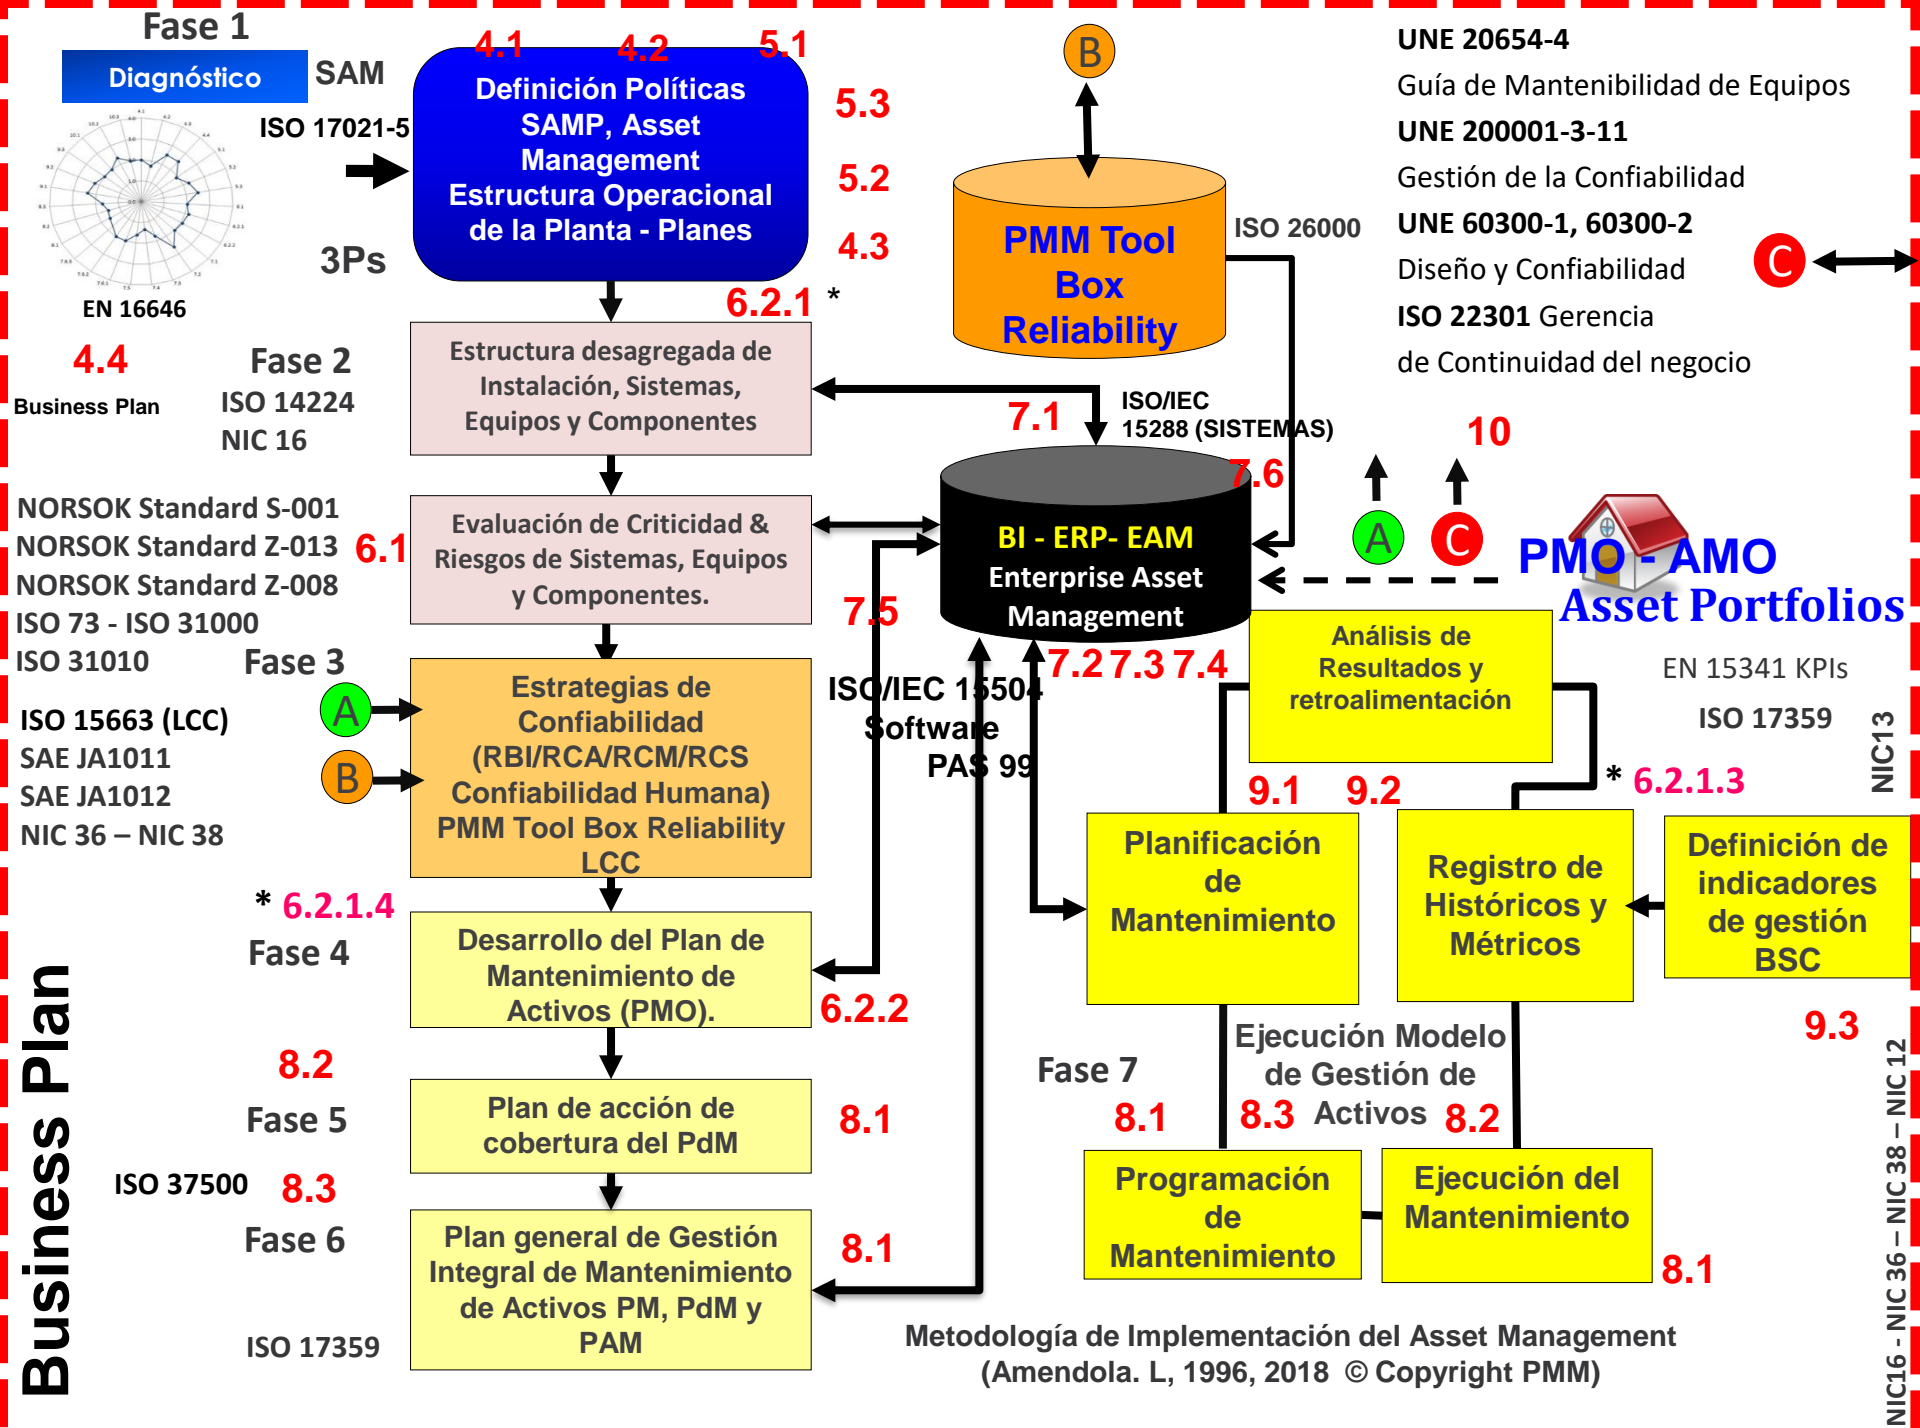 Fase 1
Diagnóstico
SAM
ISO 17021-5
3Ps
EN 16646
4.4
Business Plan
4.1
4.2
5.1
Definición Políticas
SAMP, Asset
Management
Estructura Operacional
de la Planta - Planes
5.3
5.2
4.3
6.2.1 *
B
PMM Tool
Box
Reliability
ISO 26000
UNE 20654-4
Guía de Mantenibilidad de Equipos
UNE 200001-3-11
Gestión de la Confiabilidad
UNE 60300-1, 60300-2
Diseño y Confiabilidad
ISO 22301 Gerencia
de Continuidad del negocio
C
Fase 2
ISO 14224
NIC 16
Estructura desagregada de
Instalación, Sistemas,
Equipos y Componentes
7.1
ISO/IEC
15288 (SISTEMAS)
7.6
10
A
C
NORSOK Standard S-001
NORSOK Standard Z-013
NORSOK Standard Z-008
ISO 73 - ISO 31000
ISO 31010
6.1
Evaluación de Criticidad &
Riesgos de Sistemas, Equipos
y Componentes.
7.5
BI - ERP- EAM
Enterprise Asset
Management
7.2 7.3 7.4
PMO - AMO
Asset Portfolios
EN 15341 KPIs
ISO 17359
NIC13
Fase 3
A
B
ISO 15663 (LCC)
SAE JA1011
SAE JA1012
NIC 36 – NIC 38
Estrategias de
Confiabilidad
(RBI/RCA/RCM/RCS
Confiabilidad Humana)
PMM Tool Box Reliability
LCC
ISO/IEC 15504
Software
PAS 99
Análisis de
Resultados y
retroalimentación
9.1
9.2
* 6.2.1.3
Planificación
de
Mantenimiento
Registro de
Históricos y
Métricos
Definición de
indicadores
de gestión
BSC
9.3
* 6.2.1.4
Fase 4
Desarrollo del Plan de
Mantenimiento de
Activos (PMO).
6.2.2
8.2
Fase 5
Plan de acción de
cobertura del PdM
8.1
ISO 37500
8.3
Fase 6
Plan general de Gestión
Integral de Mantenimiento
de Activos PM, PdM y
PAM
8.1
ISO 17359
Business Plan
Fase 7
Ejecución Modelo
de Gestión de
Activos
8.1
8.3
8.2
Programación
de
Mantenimiento
Ejecución del
Mantenimiento
8.1
NIC16 - NIC 36 – NIC 38 – NIC 12
Metodología de Implementación del Asset Management
(Amendola. L, 1996, 2018 © Copyright PMM)